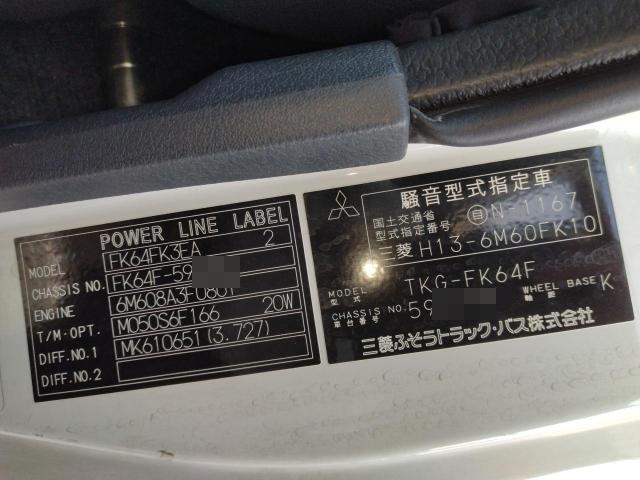 POWER LINE LABEL
MODEL FK64FK3EA 2
CHASSIS NO. FK64F-59
ENGINE 6M608A3F0801
T/M・OPT. M050S6F166 20W
DIFF.NO.1 MK610651(3.727)
DIFF.NO.2
騒音型式指定車
国土交通省
型式指定番号 自N-1167
三菱 H13-6M60FK10
MODEL TKG-FK64F WHEEL BASE K
型式 軸距
CHASSIS NO. 59
車台番号
三菱ふそうトラック・バス株式会社